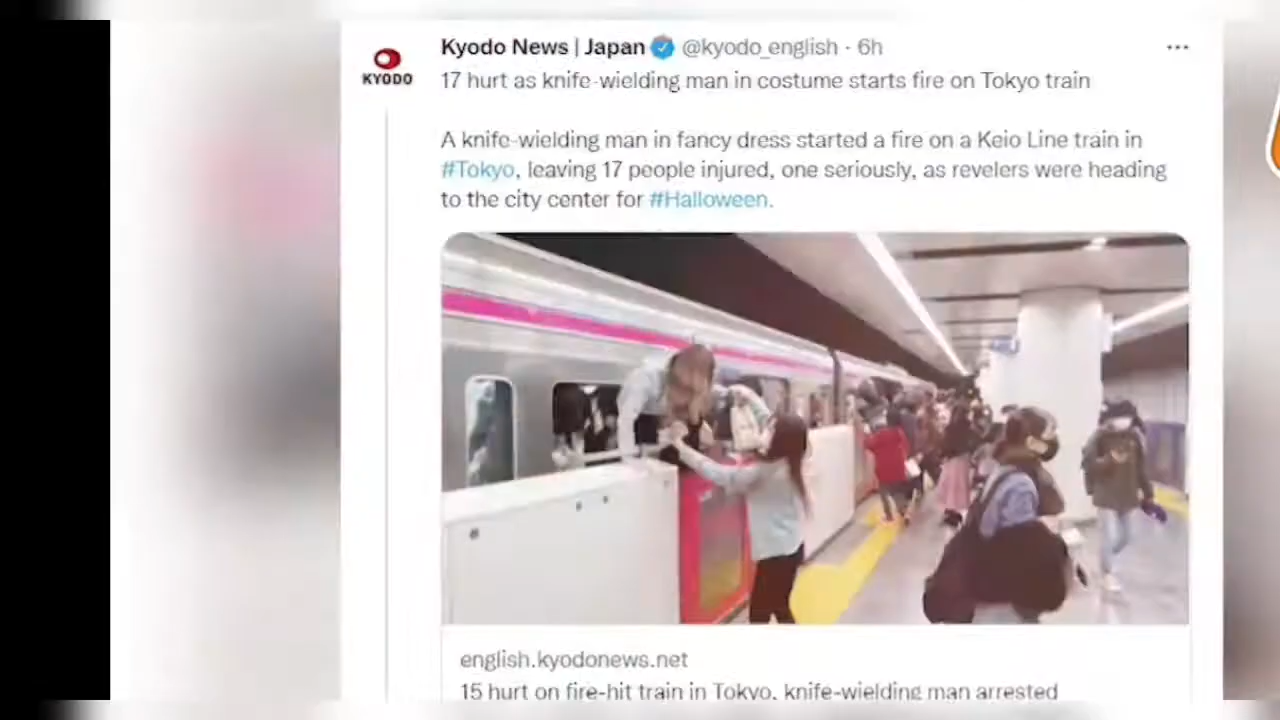 Kyodo News | Japan @kyodo_english · 6h
KYODO
17 hurt as knife-wielding man in costume starts fire on Tokyo train
A knife-wielding man in fancy dress started a fire on a Keio Line train in
#Tokyo, leaving 17 people injured, one seriously, as revelers were heading
to the city center for #Halloween.
english.kyodonews.net
15 hurt on fire-hit train in Tokyo, knife-wielding man arrested